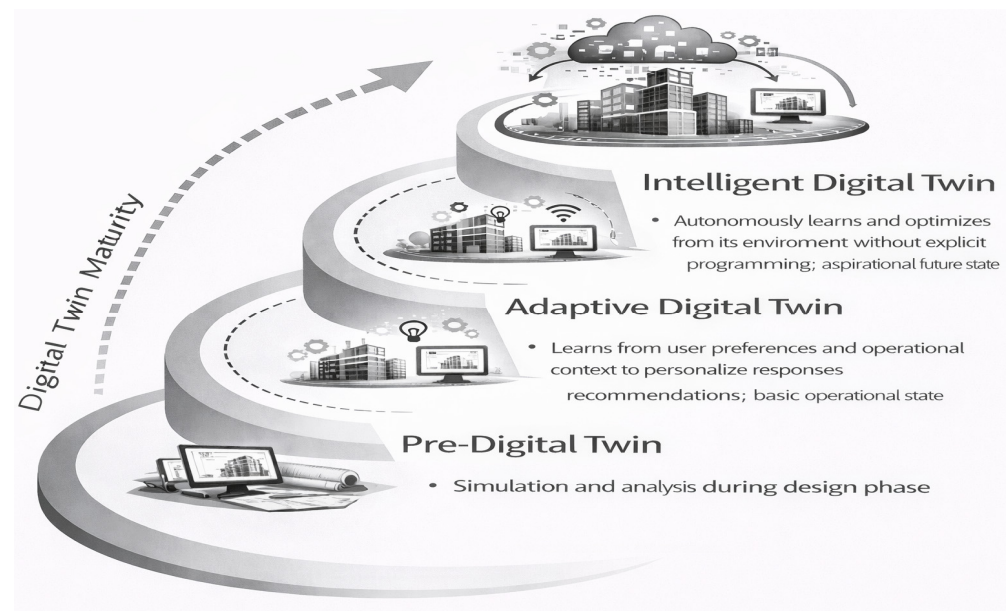 Digital Twin Maturity
Intelligent Digital Twin
• Autonomously learns and optimizes
from its enviroment without explicit
programming; aspirational future state
Adaptive Digital Twin
• Learns from user preferences and operational
context to personalize responses
recommendations; basic operational state
Pre-Digital Twin
• Simulation and analysis during design phase